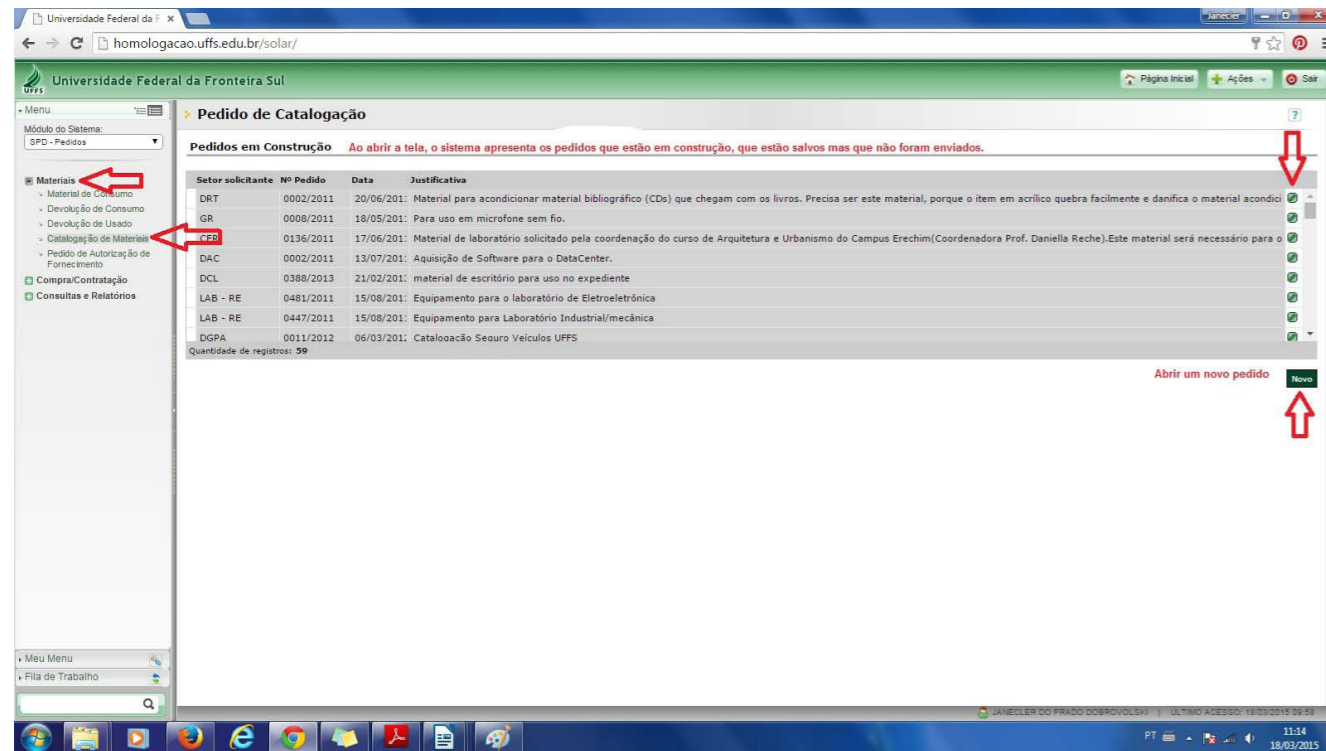 Universidade Federal da F
Janecler
homologacao.uffs.edu.br/solar/
UFFS
Universidade Federal da Fronteira Sul
Página Inicial
Ações
Sair
Menu
Módulo do Sistema:
SPD - Pedidos
Materiais
Material de Consumo
Devolução de Consumo
Devolução de Usado
Catalogação de Materiais
Pedido de Autorização de
Fornecimento
Compra/Contratação
Consultas e Relatórios
Pedido de Catalogação
?
Pedidos em Construção Ao abrir a tela, o sistema apresenta os pedidos que estão em construção, que estão salvos mas que não foram enviados.
Setor solicitante Nº Pedido Data Justificativa
DRT 0002/2011 20/06/201 Material para acondicionar material bibliográfico (CDs) que chegam com os livros. Precisa ser este material, porque o item em acrílico quebra facilmente e danifica o material acondici
GR 0008/2011 18/05/201 Para uso em microfone sem fio.
CER 0136/2011 17/06/201 Material de laboratório solicitado pela coordenação do curso de Arquitetura e Urbanismo do Campus Erechim(Coordenadora Prof. Daniella Reche).Este material será necessário para o
DAC 0002/2011 13/07/201 Aquisição de Software para o DataCenter.
DCL 0388/2013 21/02/201 material de escritório para uso no expediente
LAB - RE 0481/2011 15/08/201 Equipamento para o laboratório de Eletroeletrônica
LAB - RE 0447/2011 15/08/201 Equipamento para Laboratório Industrial/mecânica
DGPA 0011/2012 06/03/201 Catalogação Seguro Veículos UFFS
Quantidade de registros: 59
Abrir um novo pedido Novo
Meu Menu
Fila de Trabalho
JANECLER DO PRADO DOBROVOLSKI | ÚLTIMO ACESSO: 18/03/2015 09:58
PT
11:14
18/03/2015